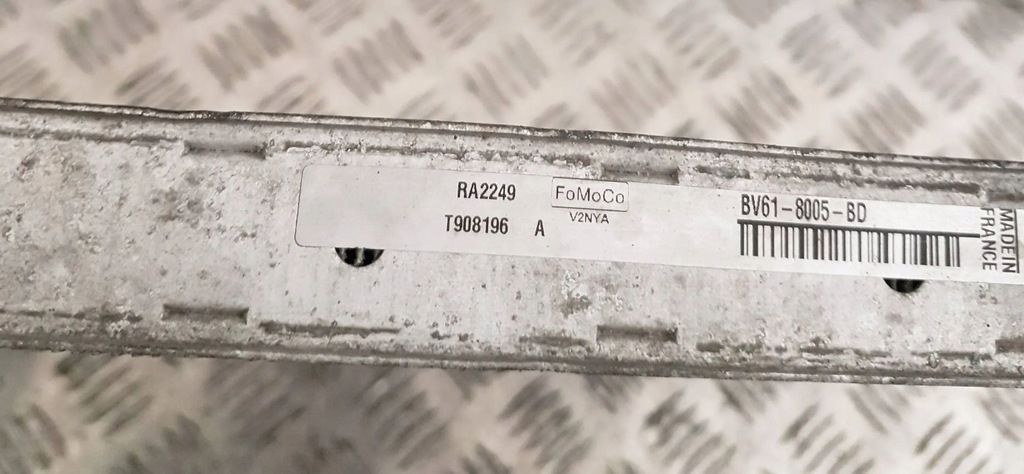 RA2249
T908196 A
FoMoCo
V2NYA
BV61-8005-BD
MADE IN
FRANCE